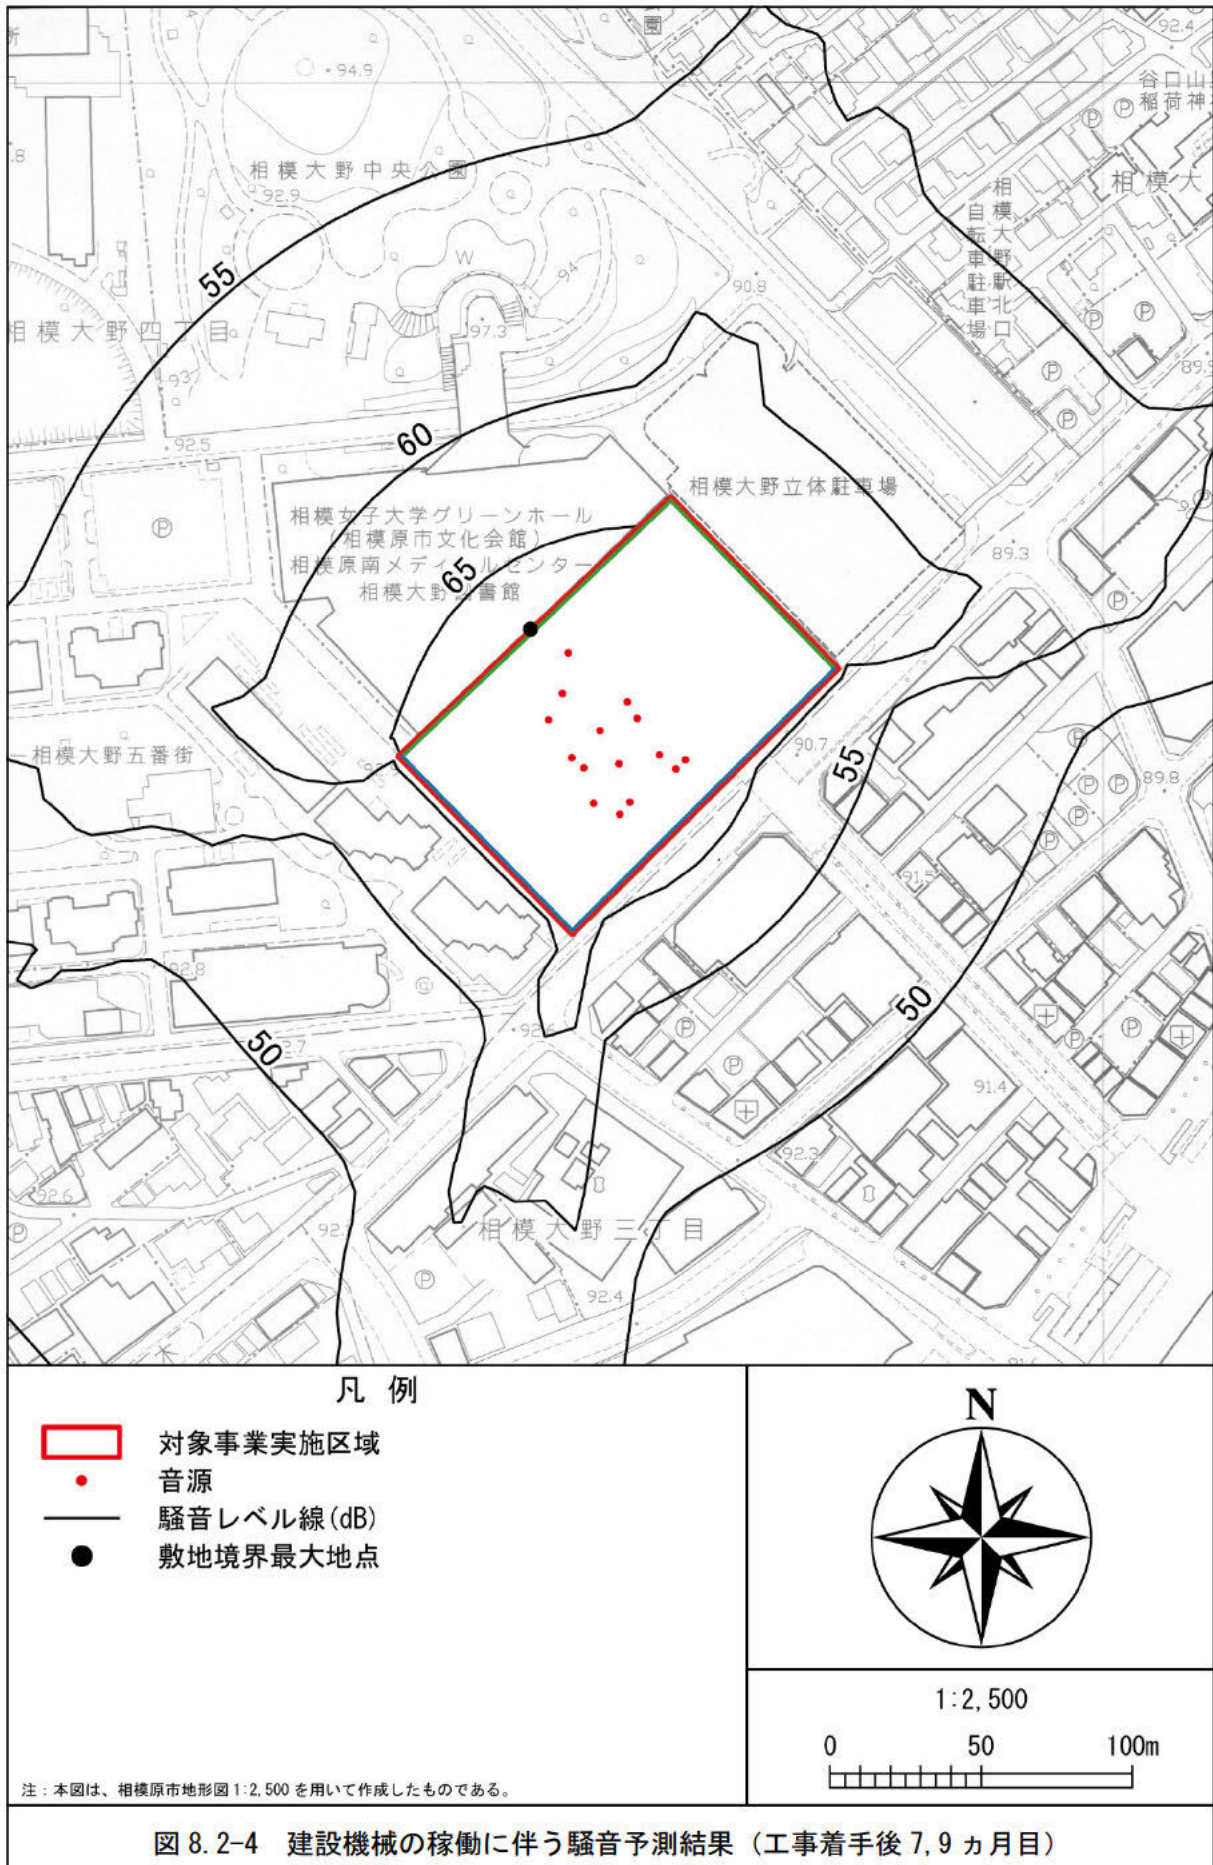 園
92.4
94.9
谷口山
稲荷神
相模大野中央公園
92.9
相模大
相模大野駅北口
自転車駐車場
W
94
90.8
55
97.3
相模大野四丁目
93
89.9
60
92.5
相模大野立体駐車場
相模女子大学グリーンホール
(相模原市文化会館)
相模原南メディカルセンター
65
相模大野図書館
89.3
相模大野五番街
90.7
55
89.8
91.5
92.8
50
50
92.6
2.7
91.4
92.3
92.6
92.
相模大野三丁目
92.4
凡 例
対象事業実施区域
音源
騒音レベル線(dB)
敷地境界最大地点
N
1:2,500
0 50 100m
注:本図は、相模原市地形図1:2,500を用いて作成したものである。
図 8.2-4 建設機械の稼働に伴う騒音予測結果(工事着手後 7,9 ヵ月目)